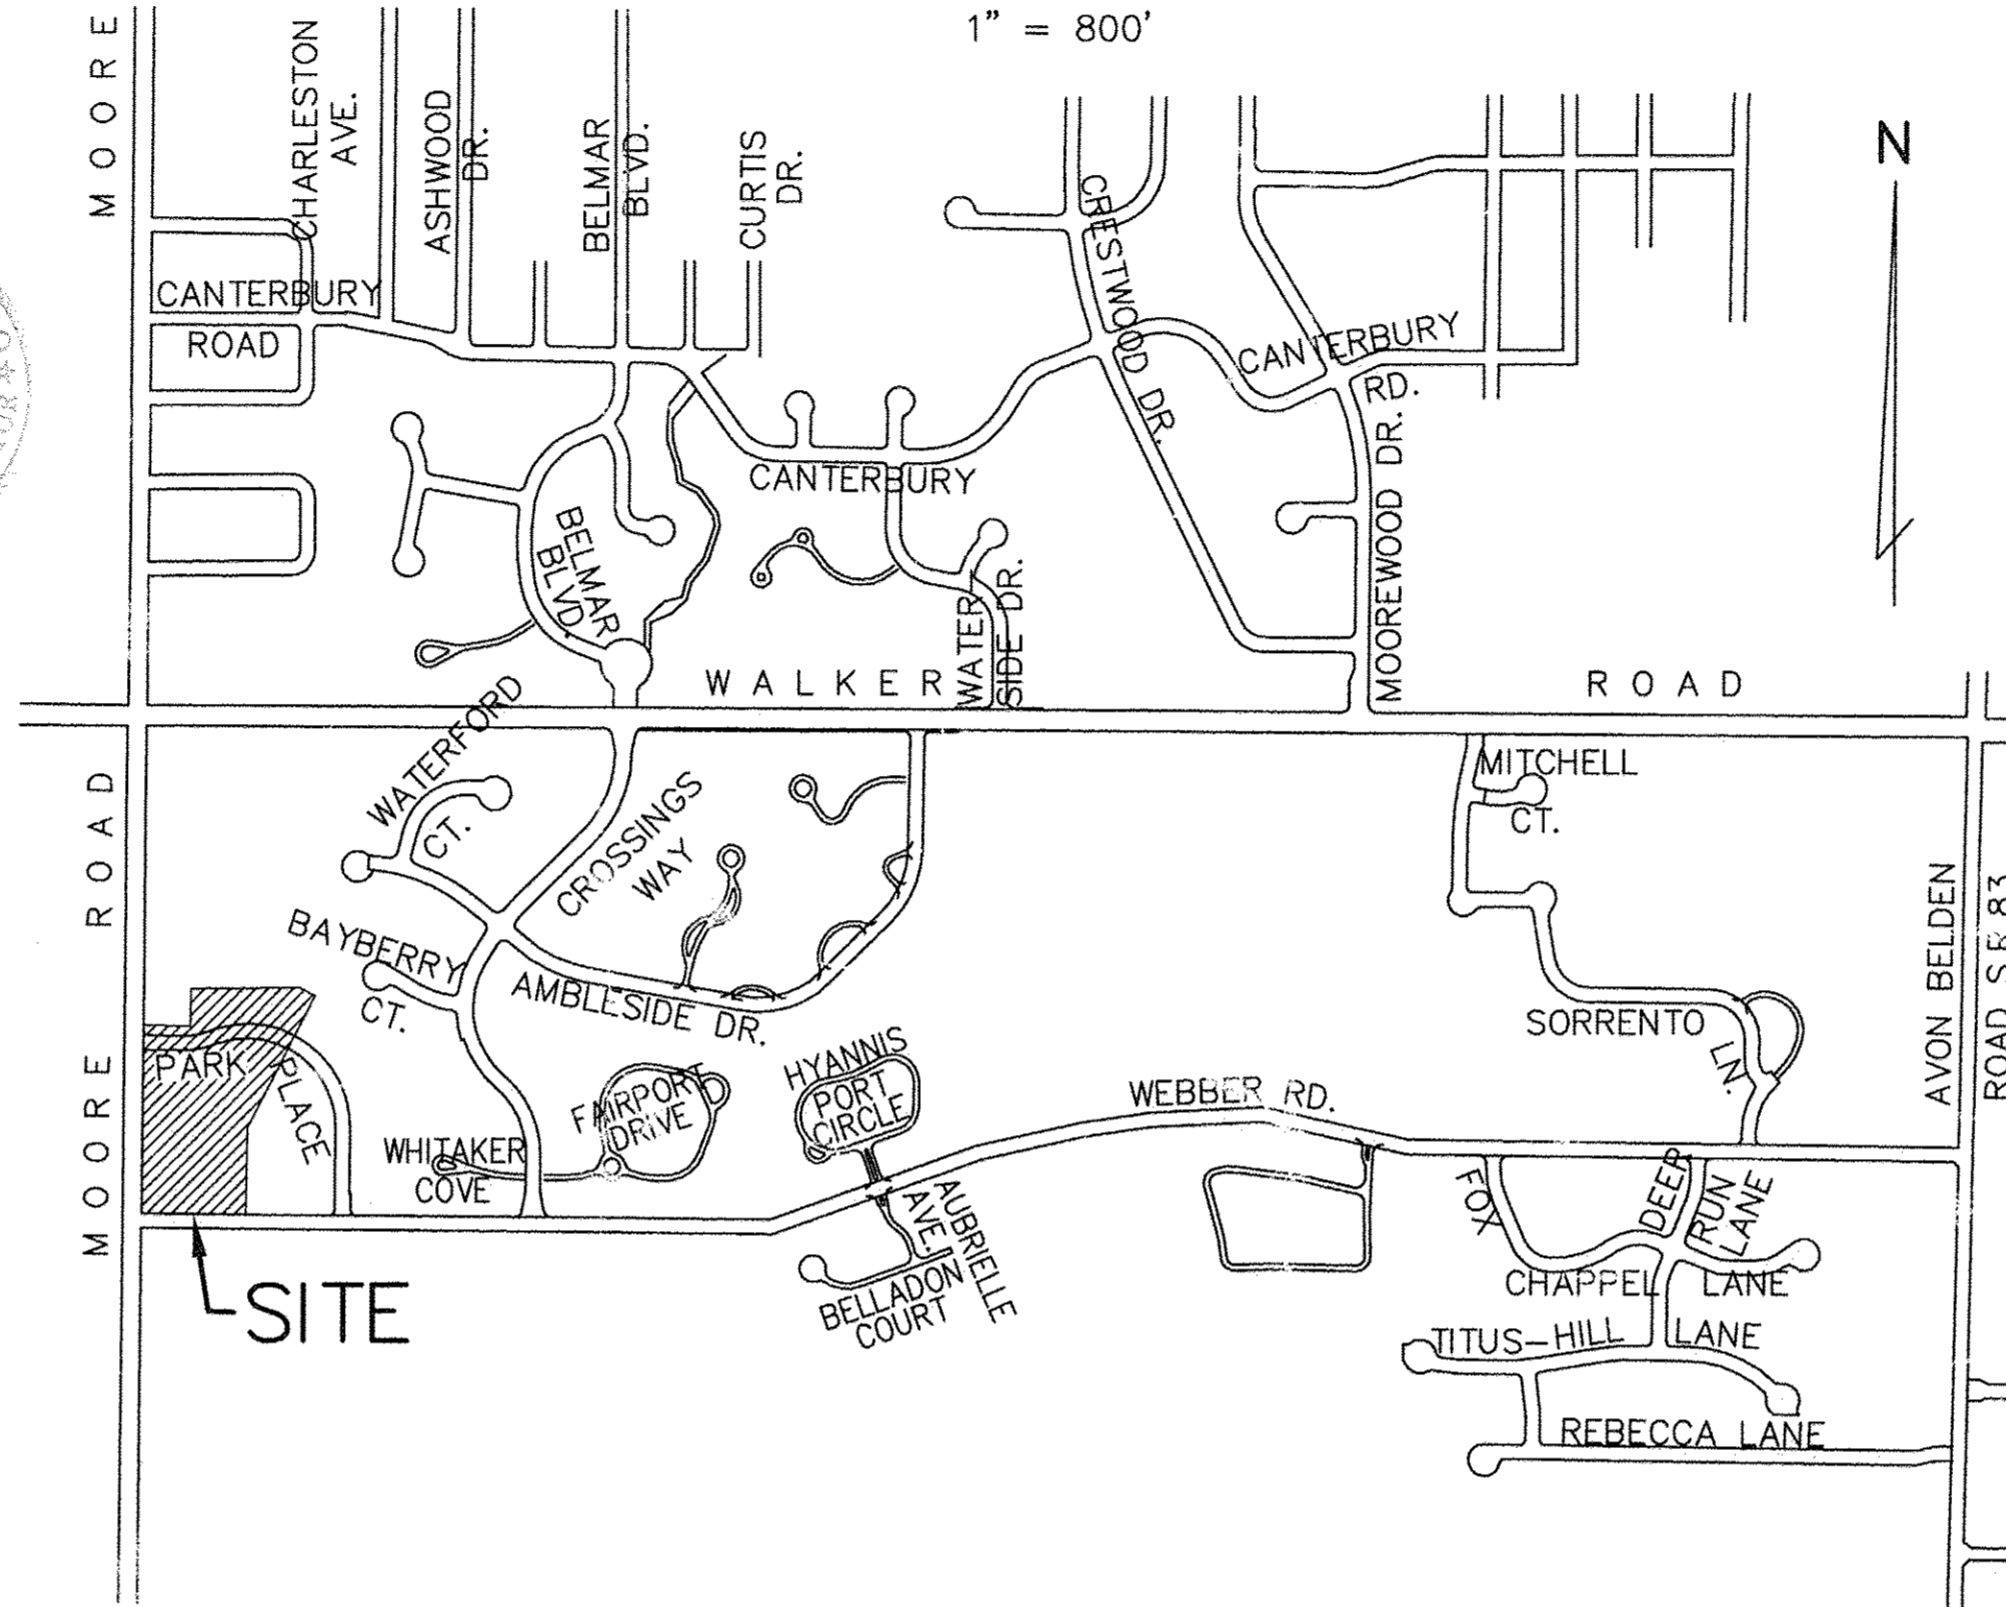 1” = 800’
MOORE
CHARLESTON
AVE.
ASHWOOD
DR.
BELMAR
BLVD.
CURTIS
DR.
N
CRESTWOOD DR.
CANTERBURY
ROAD
CANTERBURY
RD.
CANTERBURY
MOOREWOOD DR.
BELMAR
BLVD.
WATER
SIDE DR.
WALKER
ROAD
WATERFORD
CT.
MITCHELL
CT.
ROAD
CROSSINGS
WAY
AVON BELDEN
ROAD S.R.83
BAYBERRY
CT.
AMBLESIDE DR.
SORRENTO
LN.
PARK
PLACE
HYANNIS
PORT
CIRCLE
FAIRPORT
DRIVE
WEBBER RD.
MOORE
WHITAKER
COVE
FOX
DEER
RUN
LANE
AUBRIELLE
AVE.
SITE
BELLADON
COURT
CHAPPEL LANE
TITUS-HILL LANE
REBECCA LANE